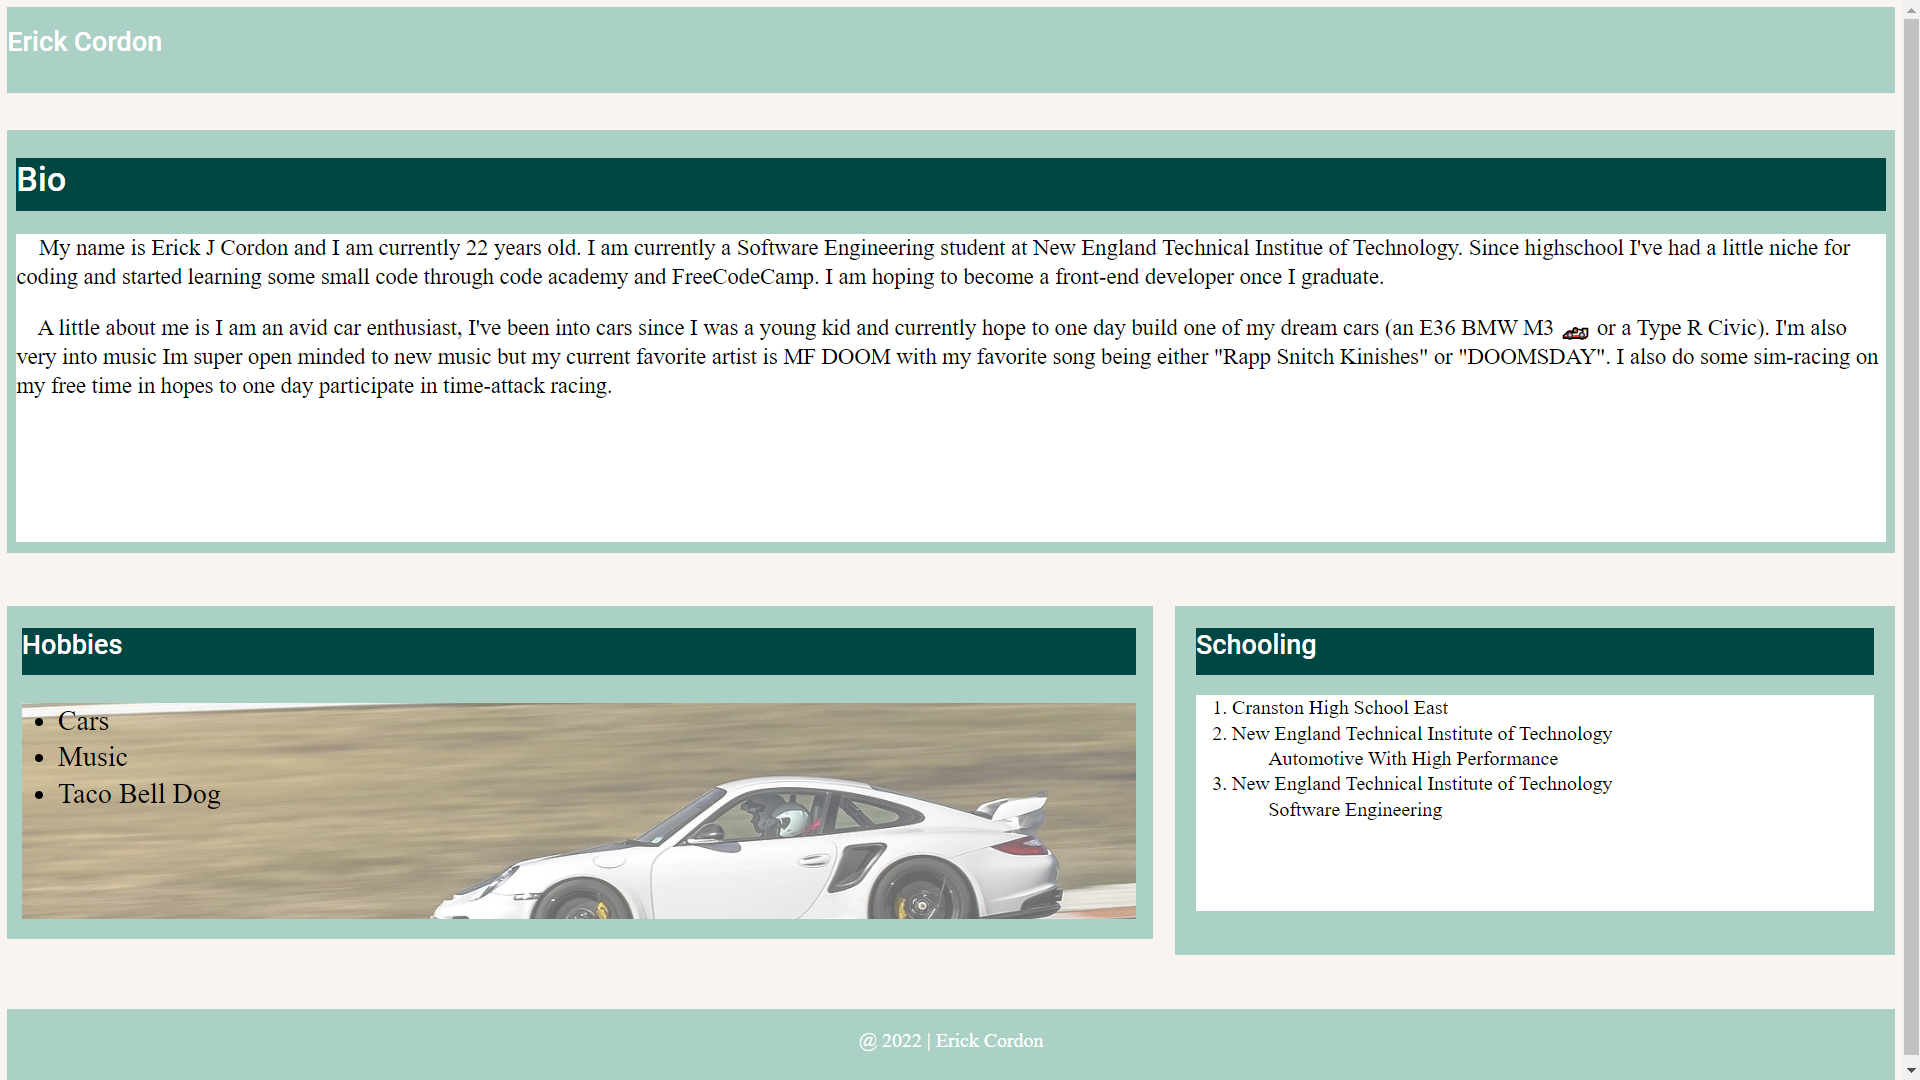 Erick Cordon
Bio
My name is Erick J Cordon and I am currently 22 years old. I am currently a Software Engineering student at New England Technical Institue of Technology. Since highschool I've had a little niche for
coding and started learning some small code through code academy and FreeCodeCamp. I am hoping to become a front-end developer once I graduate.
A little about me is I am an avid car enthusiast, I've been into cars since I was a young kid and currently hope to one day build one of my dream cars (an E36 BMW M3 🏎 or a Type R Civic). I'm also
very into music Im super open minded to new music but my current favorite artist is MF DOOM with my favorite song being either "Rapp Snitch Kinishes" or "DOOMSDAY". I also do some sim-racing on
my free time in hopes to one day participate in time-attack racing.
Hobbies
• Cars
• Music
• Taco Bell Dog
Schooling
1. Cranston High School East
2. New England Technical Institute of Technology
Automotive With High Performance
3. New England Technical Institute of Technology
Software Engineering
@ 2022 | Erick Cordon